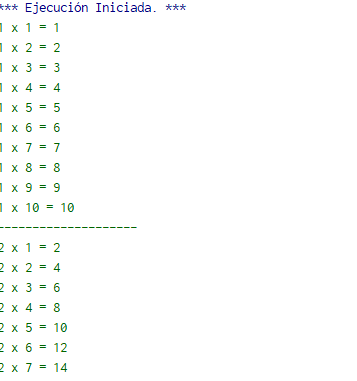 *** Ejecución Iniciada. ***
1 x 1 = 1
1 x 2 = 2
1 x 3 = 3
1 x 4 = 4
1 x 5 = 5
1 x 6 = 6
1 x 7 = 7
1 x 8 = 8
1 x 9 = 9
1 x 10 = 10
--------------------
2 x 1 = 2
2 x 2 = 4
2 x 3 = 6
2 x 4 = 8
2 x 5 = 10
2 x 6 = 12
2 x 7 = 14